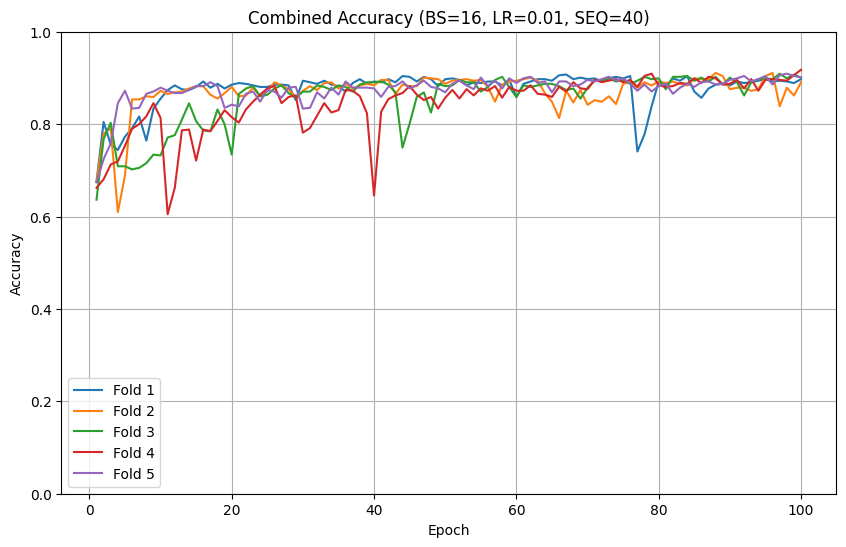 Combined Accuracy (BS=16, LR=0.01, SEQ=40)
1.0
0.8
0.6
0.4
0.2
0.0
Accuracy
Fold 1
Fold 2
Fold 3
Fold 4
Fold 5
0 20 40 60 80 100
Epoch